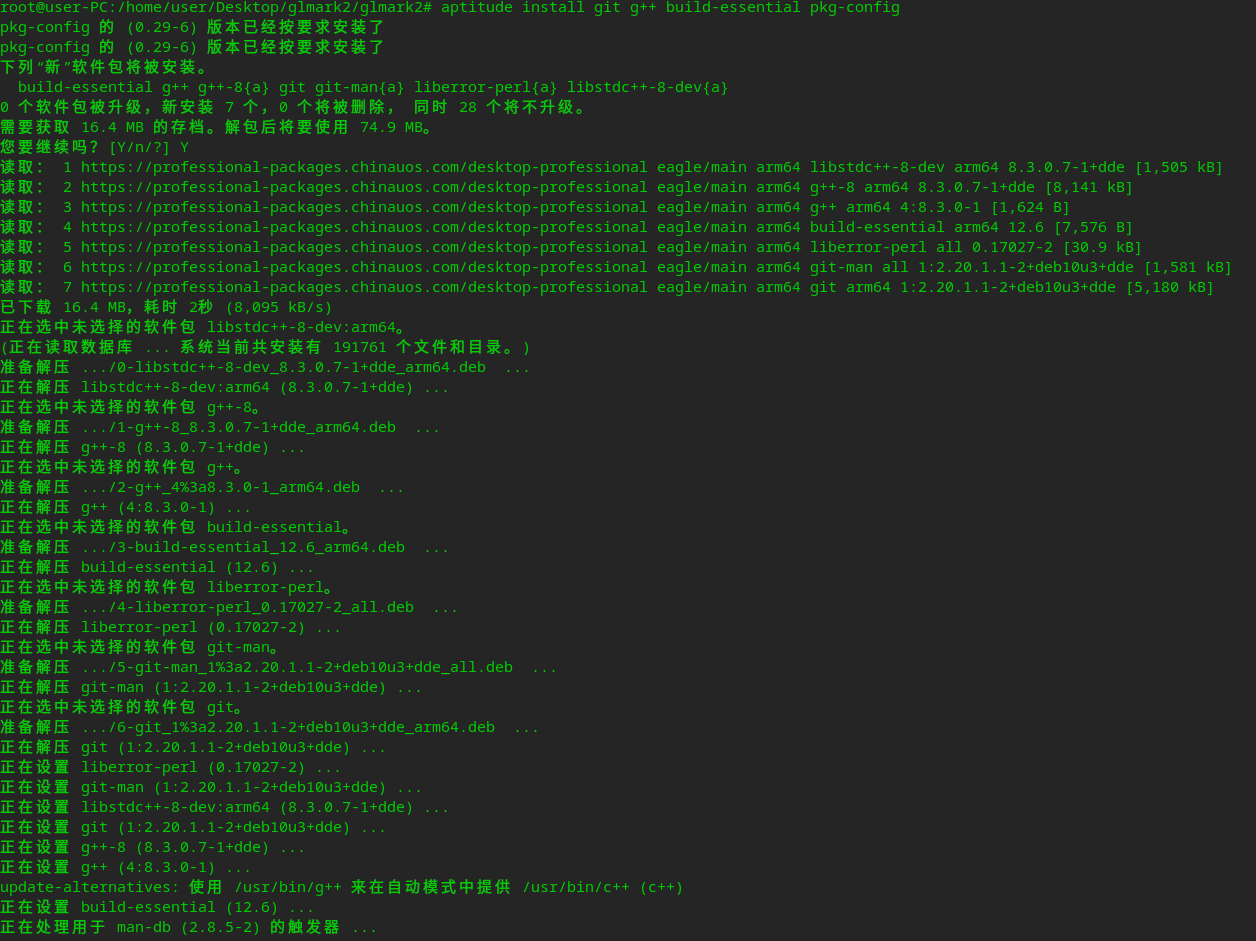 root@user-PC:/home/user/Desktop/glmark2/glmark2# aptitude install git g++ build-essential pkg-config
pkg-config 的 (0.29-6) 版本已经按要求安装了
pkg-config 的 (0.29-6) 版本已经按要求安装了
下列“新”软件包将被安装。
  build-essential g++ g++-8{a} git git-man{a} liberror-perl{a} libstdc++-8-dev{a}
0 个软件包被升级，新安装 7 个，0 个将被删除， 同时 28 个将不升级。
需要获取 16.4 MB 的存档。解包后将要使用 74.9 MB。
您要继续吗？[Y/n/?] Y
读取： 1 https://professional-packages.chinauos.com/desktop-professional eagle/main arm64 libstdc++-8-dev arm64 8.3.0.7-1+dde [1,505 kB]
读取： 2 https://professional-packages.chinauos.com/desktop-professional eagle/main arm64 g++-8 arm64 8.3.0.7-1+dde [8,141 kB]
读取： 3 https://professional-packages.chinauos.com/desktop-professional eagle/main arm64 g++ arm64 4:8.3.0-1 [1,624 B]
读取： 4 https://professional-packages.chinauos.com/desktop-professional eagle/main arm64 build-essential arm64 12.6 [7,576 B]
读取： 5 https://professional-packages.chinauos.com/desktop-professional eagle/main arm64 liberror-perl all 0.17027-2 [30.9 kB]
读取： 6 https://professional-packages.chinauos.com/desktop-professional eagle/main arm64 git-man all 1:2.20.1.1-2+deb10u3+dde [1,581 kB]
读取： 7 https://professional-packages.chinauos.com/desktop-professional eagle/main arm64 git arm64 1:2.20.1.1-2+deb10u3+dde [5,180 kB]
已下载 16.4 MB，耗时 2秒 (8,095 kB/s)
正在选中未选择的软件包 libstdc++-8-dev:arm64。
(正在读取数据库 ... 系统当前共安装有 191761 个文件和目录。)
准备解压 .../0-libstdc++-8-dev_8.3.0.7-1+dde_arm64.deb  ...
正在解压 libstdc++-8-dev:arm64 (8.3.0.7-1+dde) ...
正在选中未选择的软件包 g++-8。
准备解压 .../1-g++-8_8.3.0.7-1+dde_arm64.deb  ...
正在解压 g++-8 (8.3.0.7-1+dde) ...
正在选中未选择的软件包 g++。
准备解压 .../2-g++_4%3a8.3.0-1_arm64.deb  ...
正在解压 g++ (4:8.3.0-1) ...
正在选中未选择的软件包 build-essential。
准备解压 .../3-build-essential_12.6_arm64.deb  ...
正在解压 build-essential (12.6) ...
正在选中未选择的软件包 liberror-perl。
准备解压 .../4-liberror-perl_0.17027-2_all.deb  ...
正在解压 liberror-perl (0.17027-2) ...
正在选中未选择的软件包 git-man。
准备解压 .../5-git-man_1%3a2.20.1.1-2+deb10u3+dde_all.deb  ...
正在解压 git-man (1:2.20.1.1-2+deb10u3+dde) ...
正在选中未选择的软件包 git。
准备解压 .../6-git_1%3a2.20.1.1-2+deb10u3+dde_arm64.deb  ...
正在解压 git (1:2.20.1.1-2+deb10u3+dde) ...
正在设置 liberror-perl (0.17027-2) ...
正在设置 git-man (1:2.20.1.1-2+deb10u3+dde) ...
正在设置 libstdc++-8-dev:arm64 (8.3.0.7-1+dde) ...
正在设置 git (1:2.20.1.1-2+deb10u3+dde) ...
正在设置 g++-8 (8.3.0.7-1+dde) ...
正在设置 g++ (4:8.3.0-1) ...
update-alternatives: 使用 /usr/bin/g++ 来在自动模式中提供 /usr/bin/c++ (c++)
正在设置 build-essential (12.6) ...
正在处理用于 man-db (2.8.5-2) 的触发器 ...